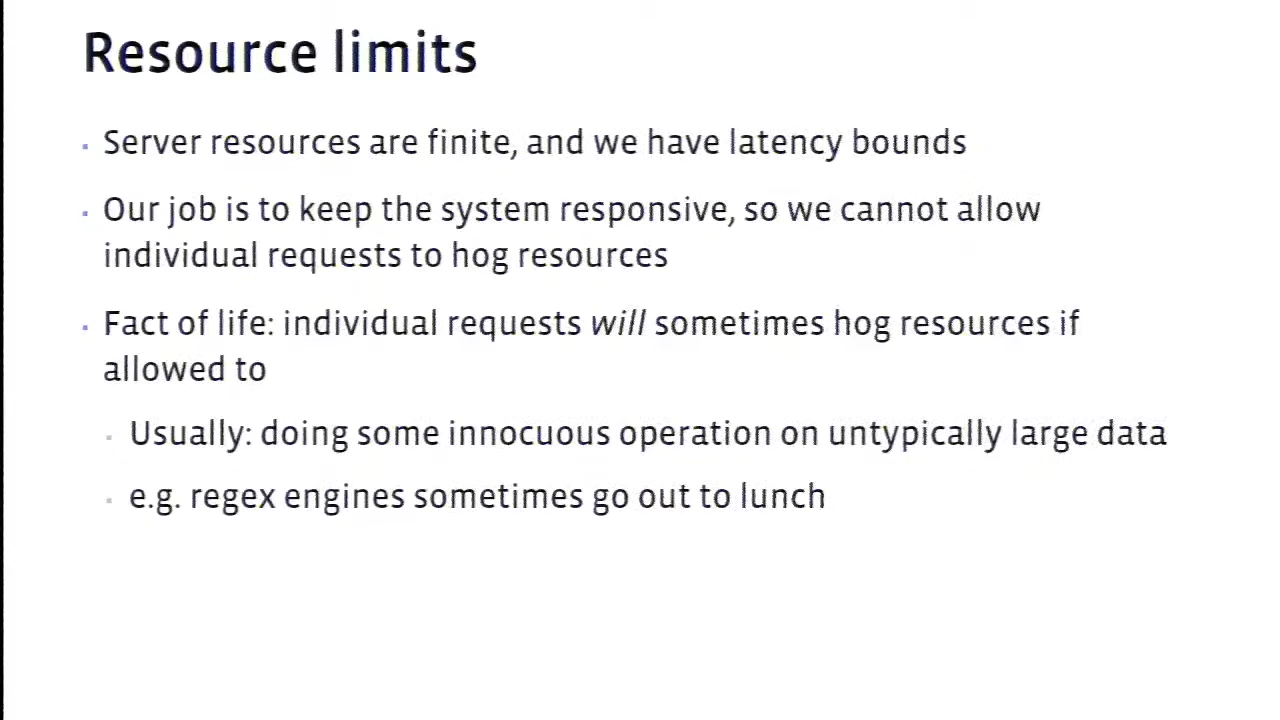 Resource limits
Server resources are finite, and we have latency bounds
Our job is to keep the system responsive, so we cannot allow
individual requests to hog resources
Fact of life: individual requests will sometimes hog resources if
allowed to
Usually: doing some innocuous operation on untypically large data
e.g. regex engines sometimes go out to lunch